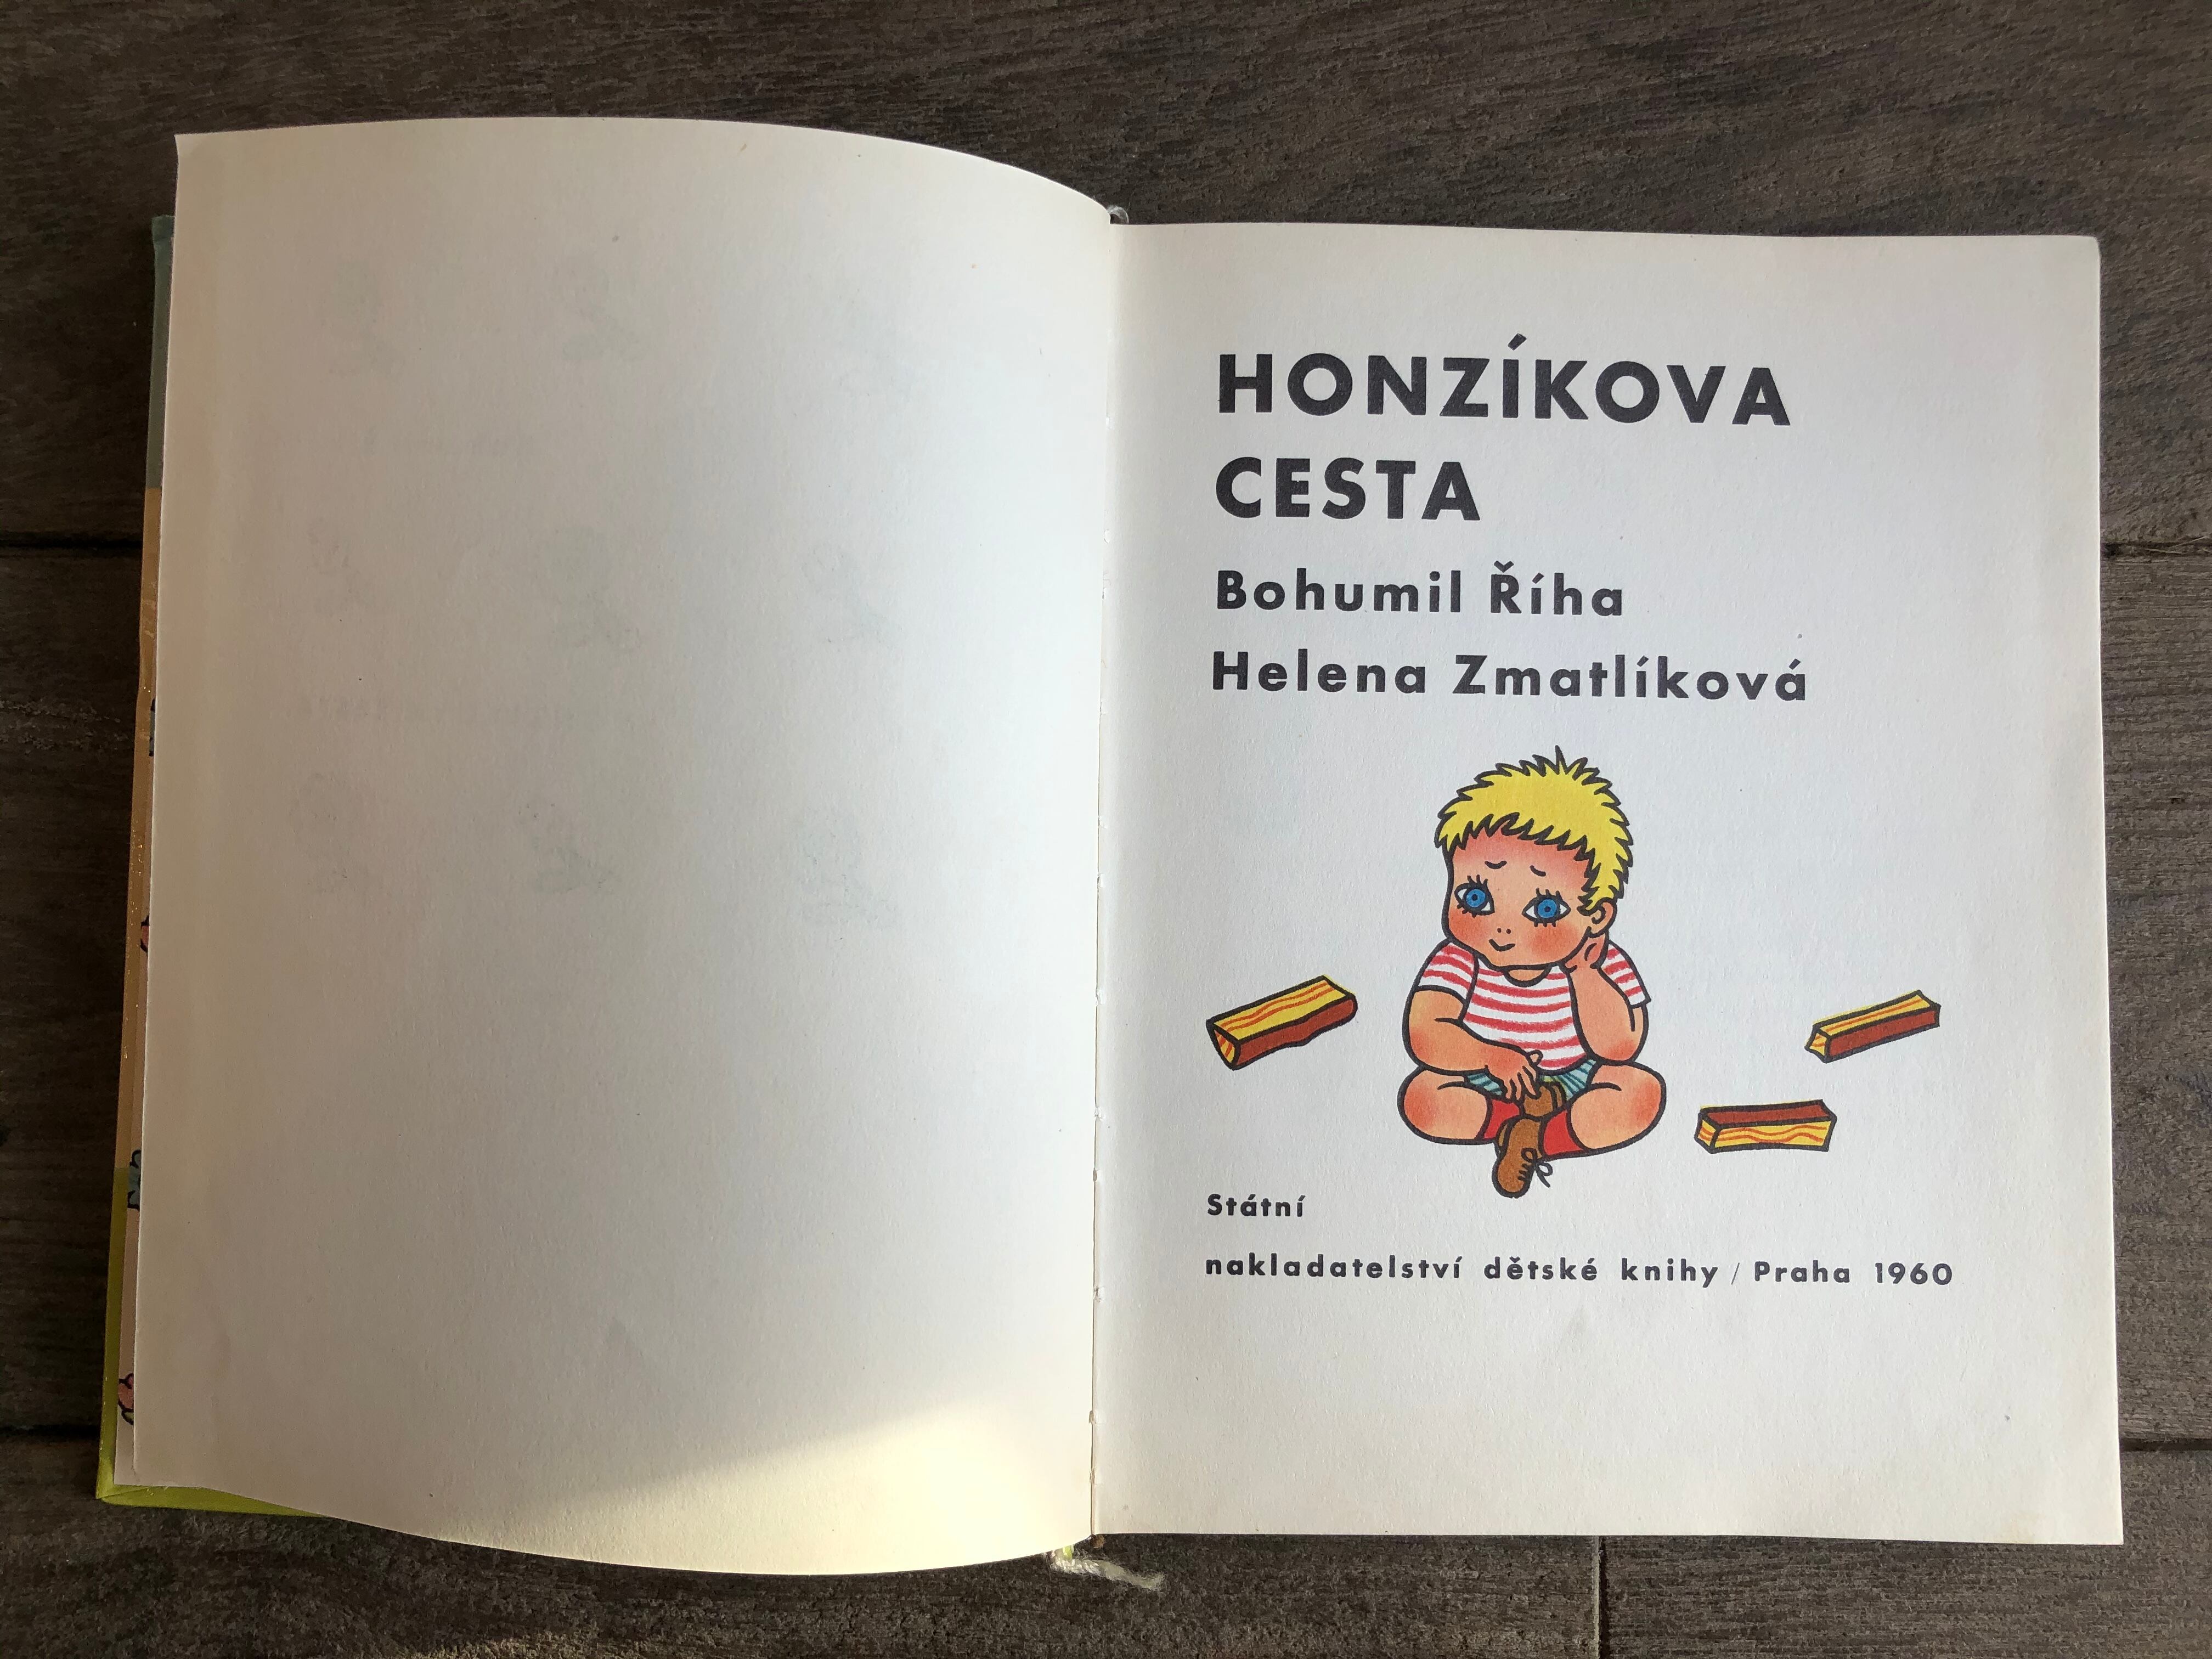 HONZÍKOVA
CESTA
Bohumil Říha
Helena Zmatlíková
Státní
nakladatelství dětské knihy / Praha 1960